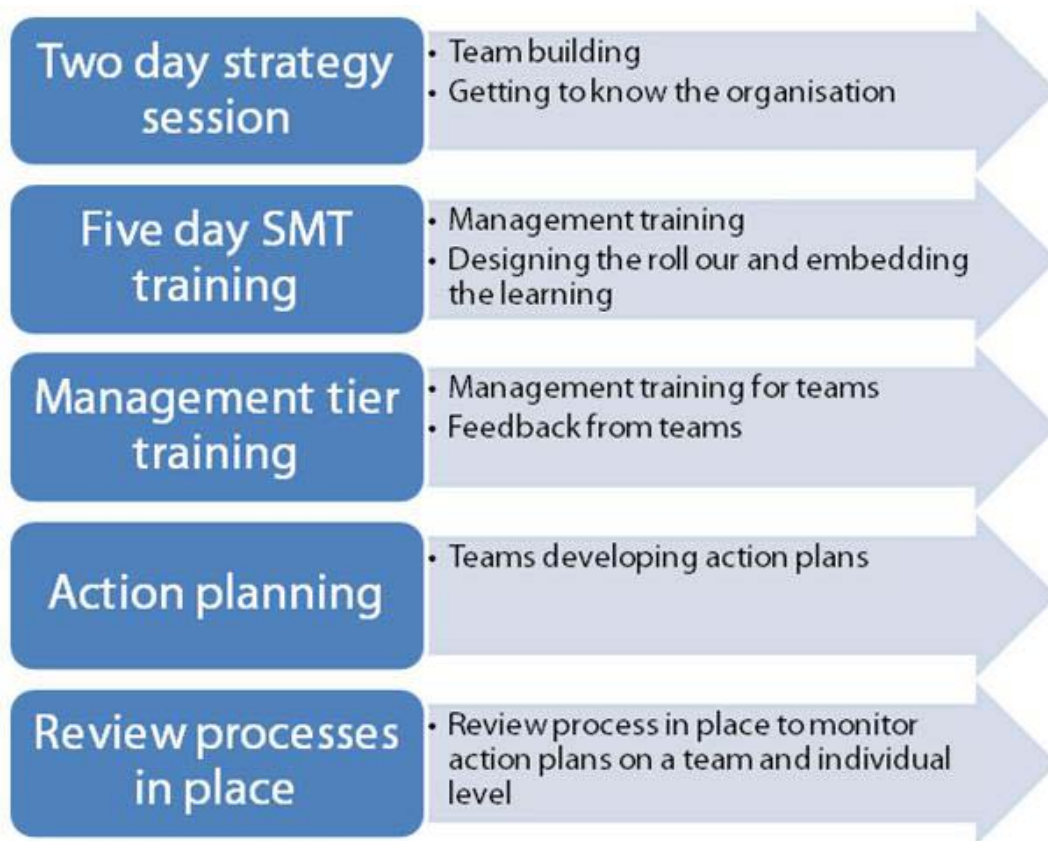 Two day strategy
session
• Team building
• Getting to know the organisation
Five day SMT
training
• Management training
• Designing the roll our and embedding
the learning
Management tier
training
• Management training for teams
• Feedback from teams
Action planning
• Teams developing action plans
Review processes
in place
• Review process in place to monitor
action plans on a team and individual
level